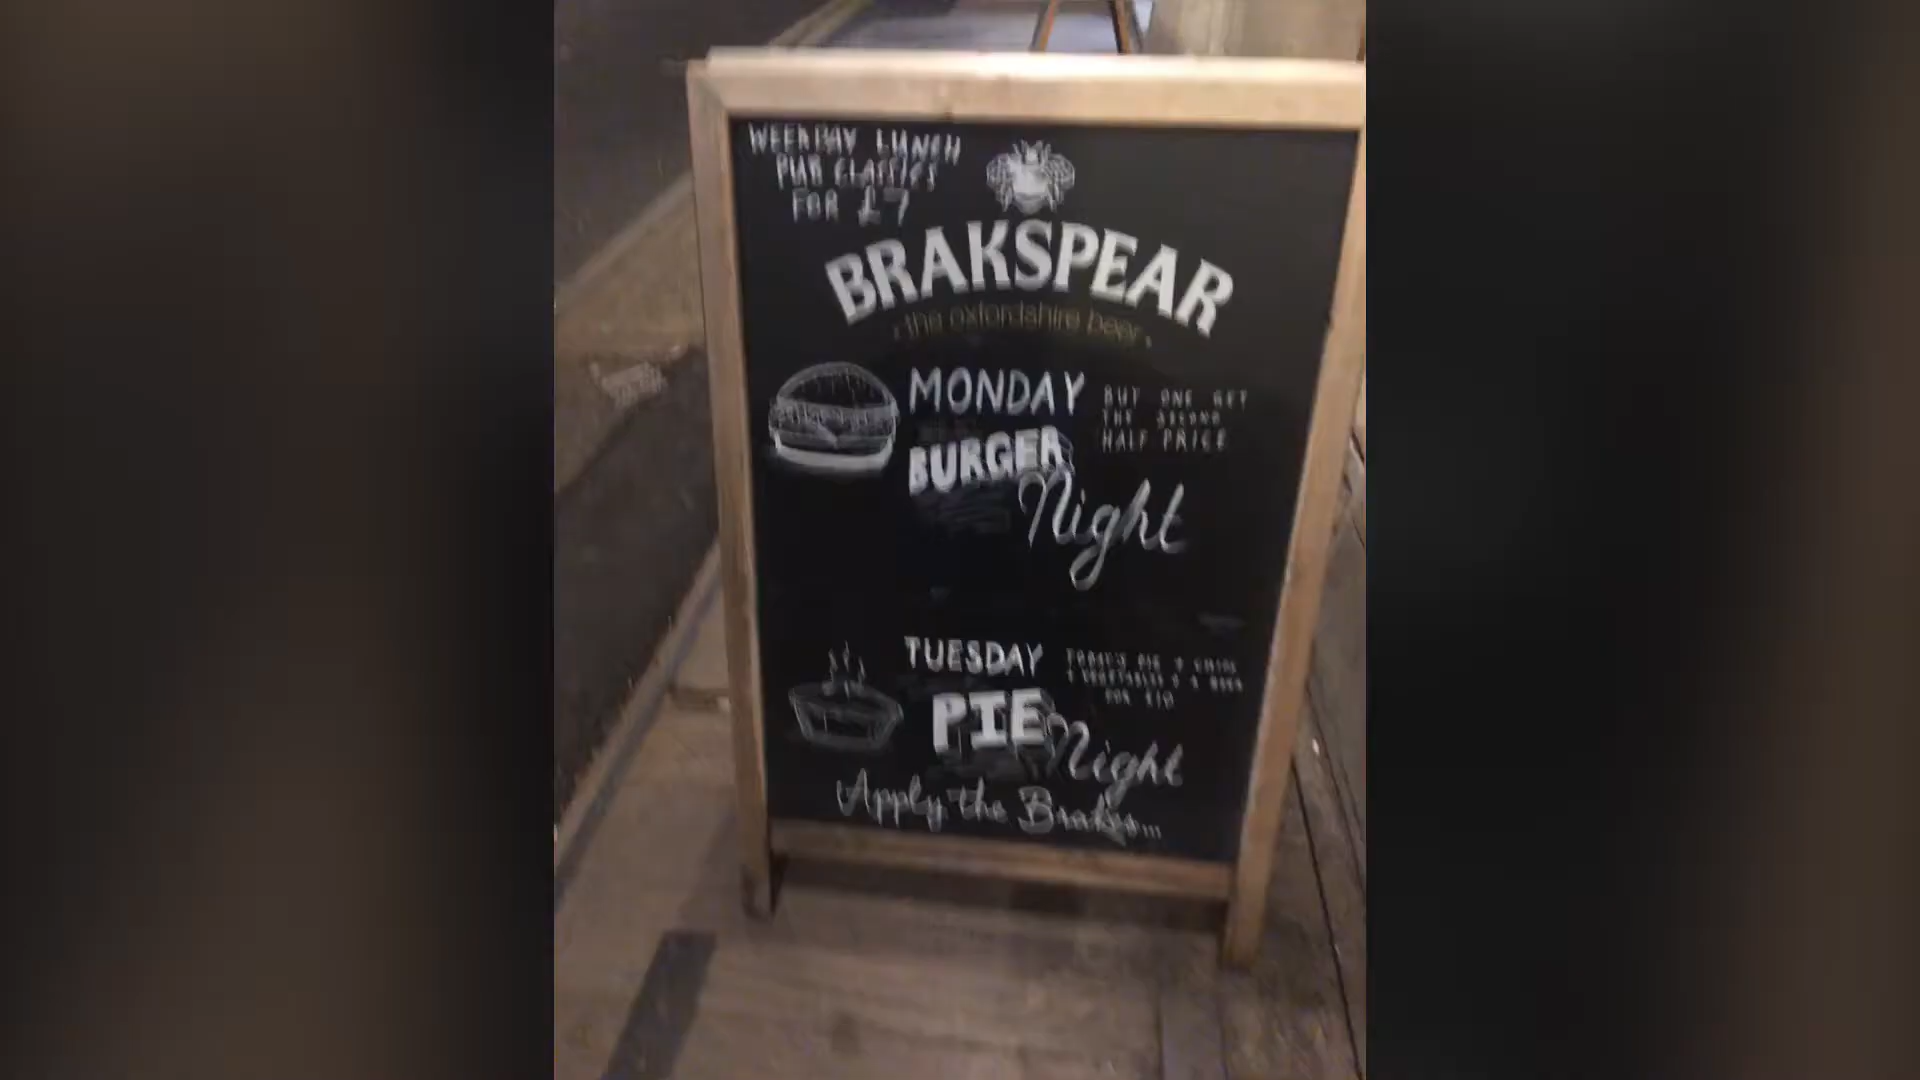 WEEKDAY LUNCH
PUB CLASSICS
FOR £7
BRAKSPEAR
the oxfordshire beer
MONDAY
BURGER
Night
BUY ONE GET
THE SECOND
HALF PRICE
TUESDAY
PIE
Night
TODAY'S PIE + CHIPS
+ VEGETABLES
FOR £10
Apply the Brakes...